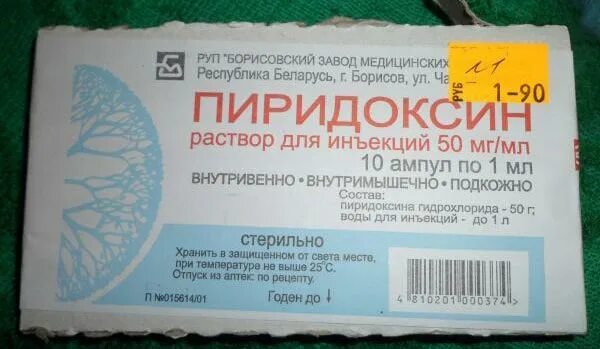 РУП "БОРИСОВСКИЙ ЗАВОД МЕДИЦИНСКИХ
Республика Беларусь, г. Борисов, ул.
РУБ
1-90
ПИРИДОКСИН
раствор для инъекций 50 мг/мл
10 ампул по 1 мл
ВНУТРИВЕННО • ВНУТРИМЫШЕЧНО • ПОДКОЖНО
Состав:
пиридоксина гидрохлорида - 50 г;
воды для инъекций - до 1 л
стерильно
Хранить в защищенном от света месте,
при температуре не выше 25°С.
Отпуск из аптек: по рецепту.
П №015614/01
Годен до ↓
4 810201 000374 >